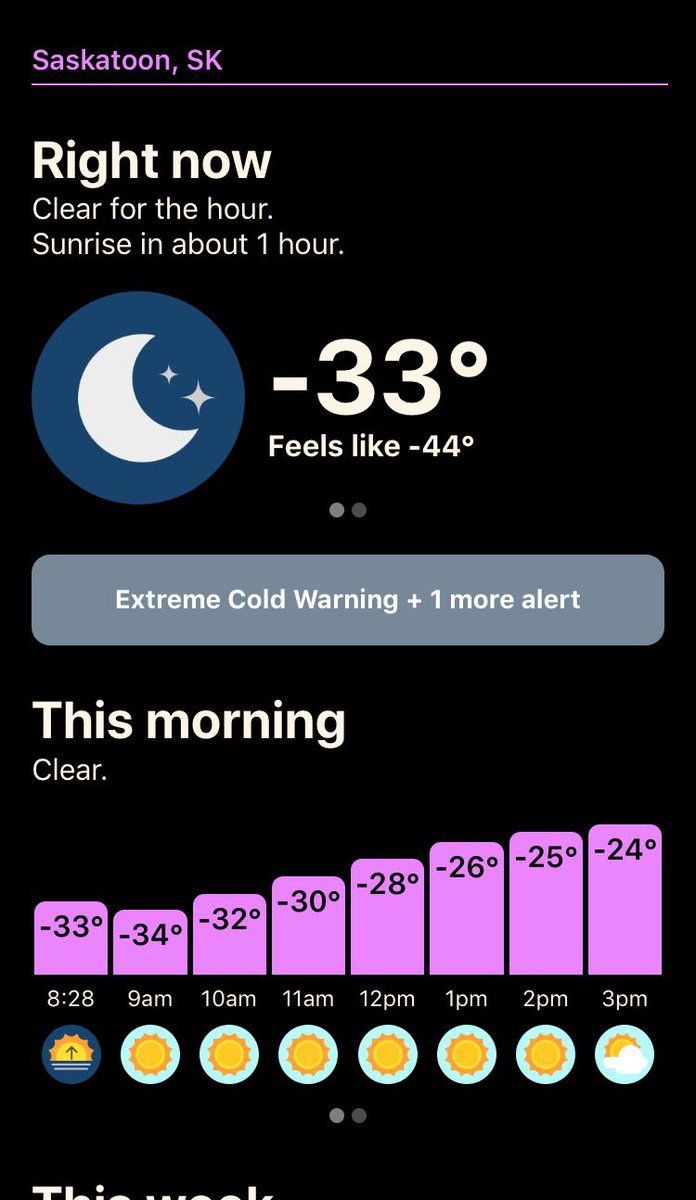 Saskatoon, SK
Right now
Clear for the hour.
Sunrise in about 1 hour.
-33°
Feels like -44°
Extreme Cold Warning + 1 more alert
This morning
Clear.
-33° -34° -32° -30° -28° -26° -25° -24°
8:28 9am 10am 11am 12pm 1pm 2pm 3pm
This week